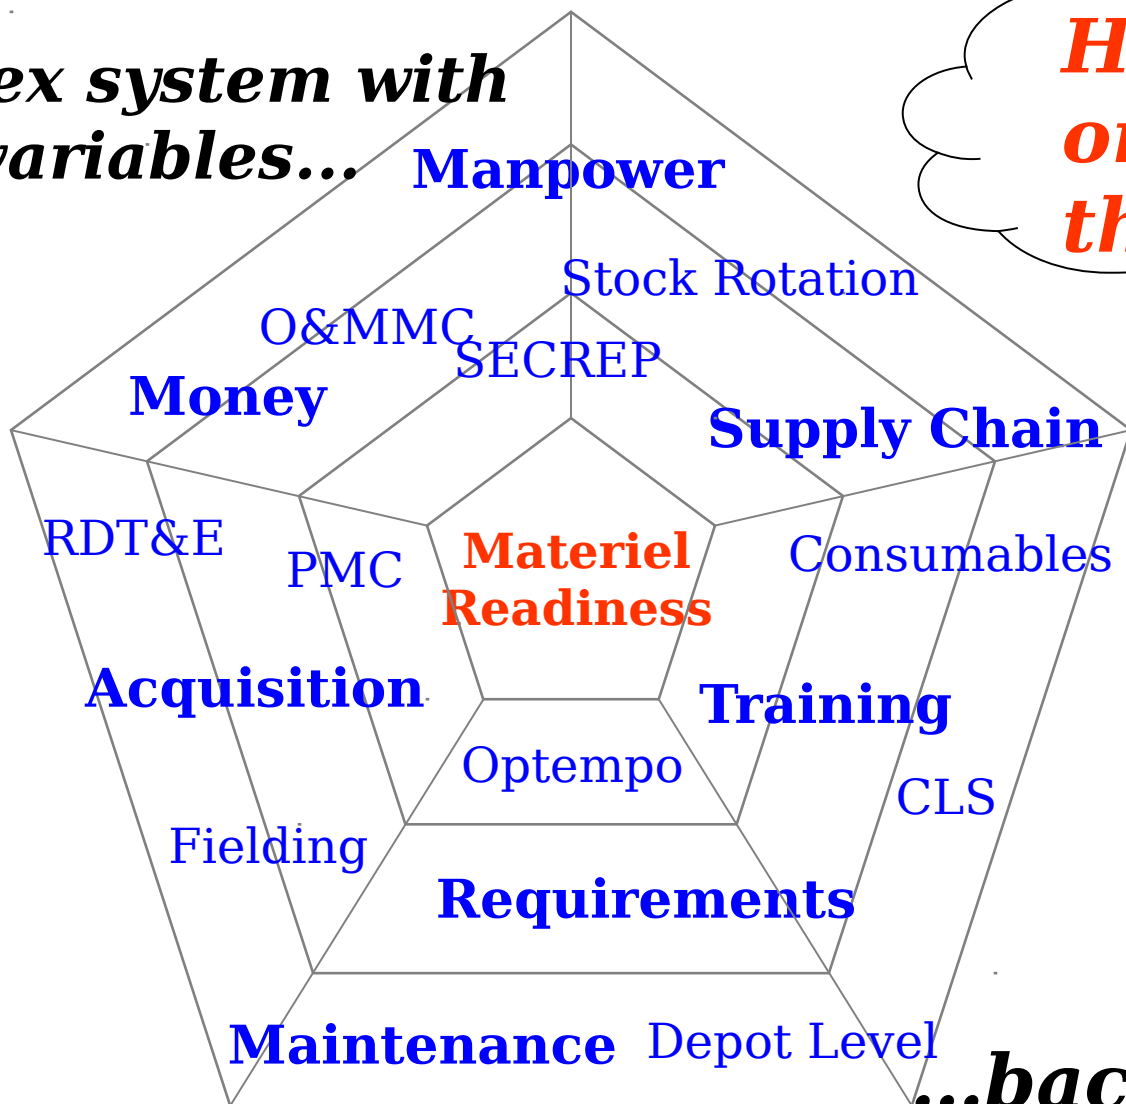 ex system with
variables...
Manpower
Stock Rotation
O&MMC
SECREP
Money
Supply Chain
RDT&E
PMC
Materiel
Readiness
Consumables
Acquisition
Training
Optempo
CLS
Fielding
Requirements
Maintenance
Depot Level